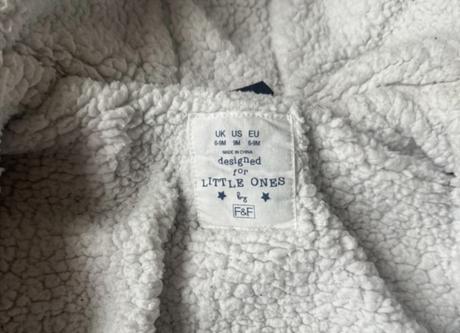 UK US EU
6-9M 9M 6-9M
MADE IN CHINA
designed
for
LITTLE ONES
by
F&F